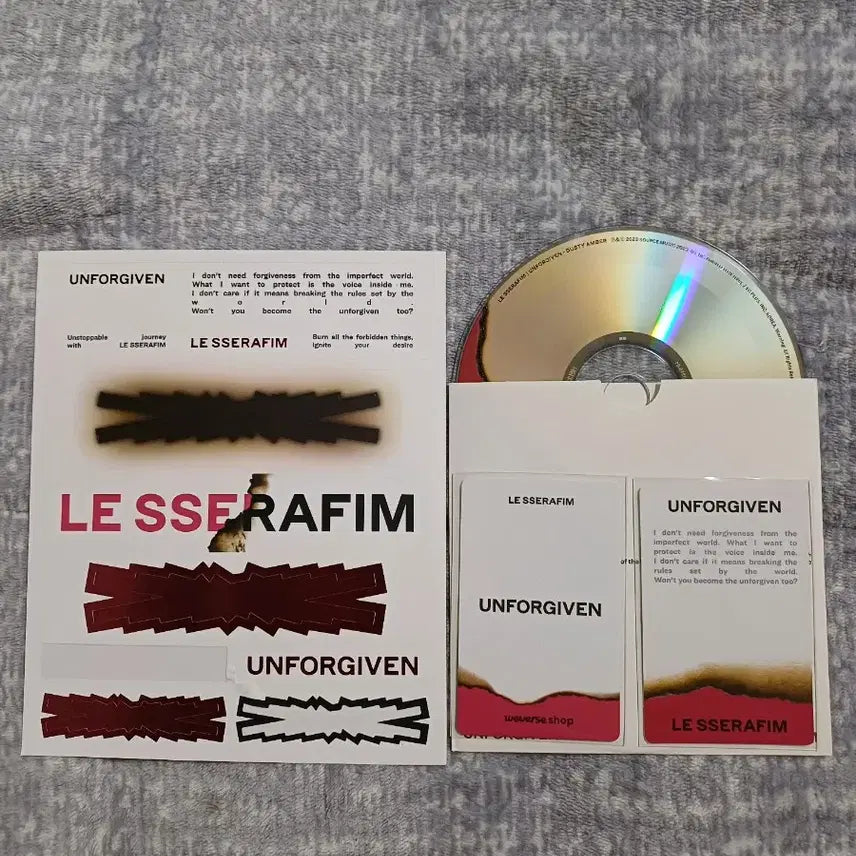 UNFORGIVEN
I don't need forgiveness from the imperfect world.
What I want to protect is the voice inside me.
I don't care if it means breaking the rules set by the
w o r l d .
Won't you become the unforgiven too?
Unstoppable journey
with LE SSERAFIM
LE SSERAFIM
Burn all the forbidden things,
Ignite your desire
LE SSERAFIM
UNFORGIVEN
LE SSERAFIM | UNFORGIVEN - DUSTY AMBER
LE SSERAFIM
UNFORGIVEN
weverse shop
of the
UNFORGIVEN
I don't need forgiveness from the
imperfect world. What I want to
protect is the voice inside me.
I don't care if it means breaking the
rules set by the world.
Won't you become the unforgiven too?
LE SSERAFIM